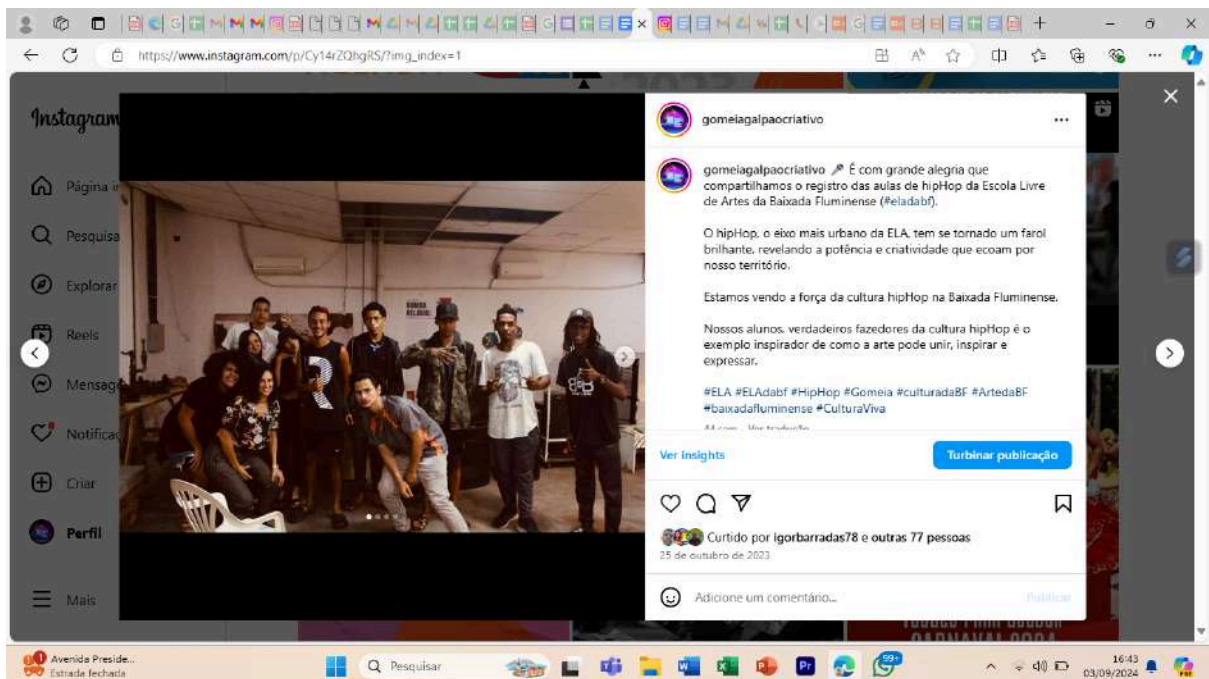 https://www.instagram.com/p/Cy14rZQhgRS/?img_index=1
Instagram
Página
Pesquisa
Explorar
Reels
Mensage
Notificaç
Criar
Perfil
Mais
gomeiagalpaocriativo
gomeiagalpaocriativo 🎤 É com grande alegria que
compartilhamos o registro das aulas de hipHop da Escola Livre
de Artes da Baixada Fluminense (#eladabf).
O hipHop, o eixo mais urbano da ELA, tem se tornado um farol
brilhante, revelando a potência e criatividade que ecoam por
nosso território.
Estamos vendo a força da cultura hipHop na Baixada Fluminense.
Nossos alunos, verdadeiros fazedores da cultura hipHop é o
exemplo inspirador de como a arte pode unir, inspirar e
expressar.
#ELA #ELAdabf #HipHop #Gomeia #culturadaBF #ArtedaBF
#baixadafluminense #CulturaViva
Ver insights
Turbinar publicação
Curtido por igorbarradas78 e outras 77 pessoas
25 de outubro de 2023
Adicione um comentário...
Publicar
Avenida Preside...
Estrada fechada
Pesquisar
99+
16:43
03/09/2024